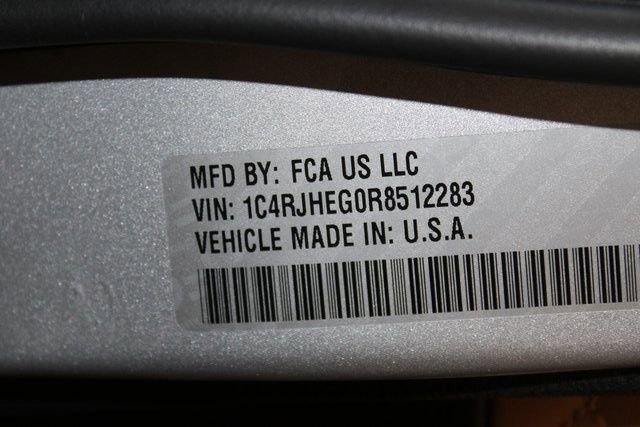 MFD BY: FCA US LLC
VIN: 1C4RJHEG0R8512283
VEHICLE MADE IN: U.S.A.